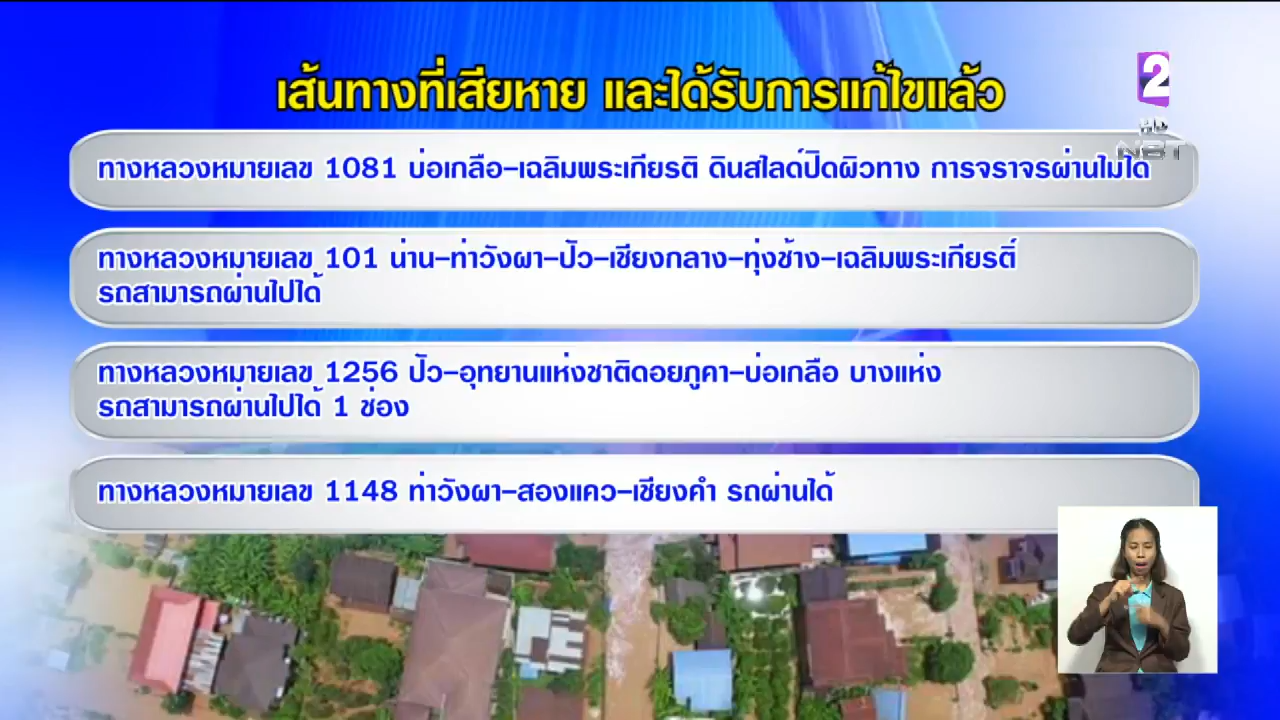 เส้นทางที่เสียหาย และได้รับการแก้ไขแล้ว
2
HD
NBT
ทางหลวงหมายเลข 1081 บ่อเกลือ-เฉลิมพระเกียรติ ดินสไลด์ปิดผิวทาง การจราจรผ่านไม่ได้
ทางหลวงหมายเลข 101 น่าน-ท่าวังผา-ปัว-เชียงกลาง-ทุ่งช้าง-เฉลิมพระเกียรติ์
รถสามารถผ่านไปได้
ทางหลวงหมายเลข 1256 ปัว-อุทยานแห่งชาติดอยภูคา-บ่อเกลือ บางแห่ง
รถสามารถผ่านไปได้ 1 ช่อง
ทางหลวงหมายเลข 1148 ท่าวังผา-สองแคว-เชียงคำ รถผ่านได้